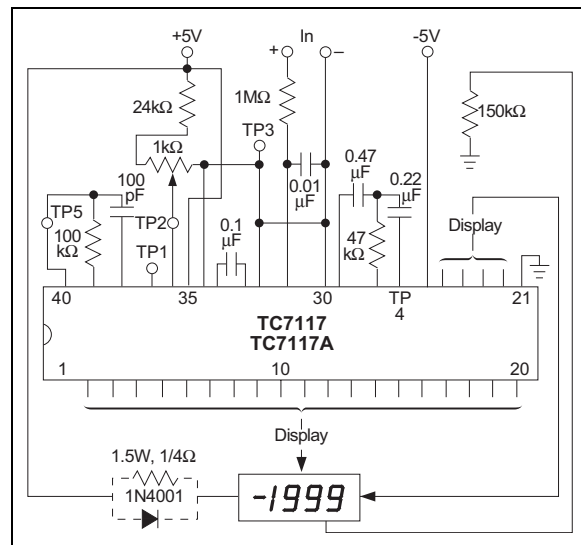 +5V
In
-5V
+
–
24kΩ
1MΩ
150kΩ
TP3
1kΩ
0.47
µF
0.22
µF
0.01
µF
100
pF
TP5
TP2
100
kΩ
0.1
µF
47
kΩ
Display
TP1
40
35
30
TP
4
21
TC7117
TC7117A
1
10
20
Display
1.5W, 1/4Ω
1N4001
-1999